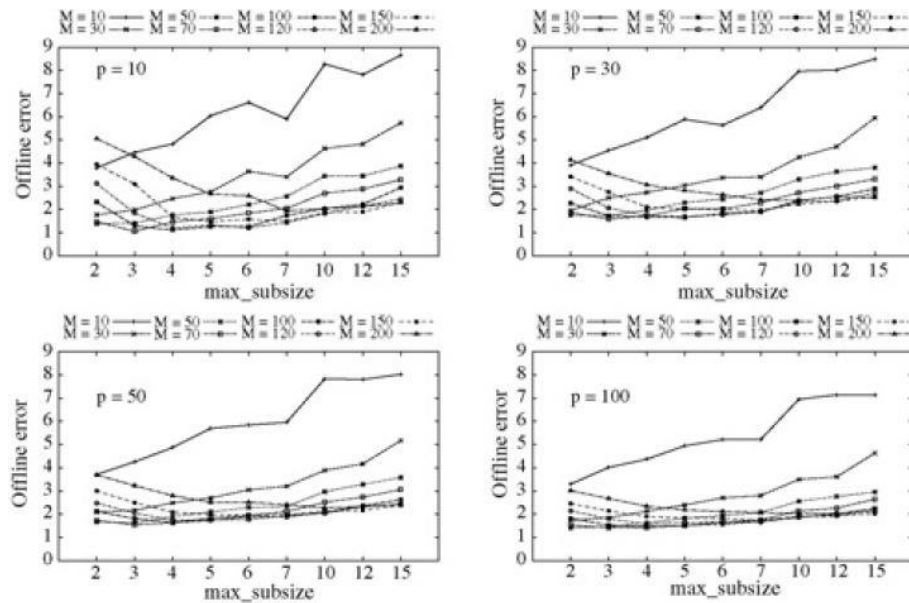 M = 10 M = 50 M = 100 M = 150
M = 30 M = 70 M = 120 M = 200
9
8
7
6
5
4
3
2
1
0
Offline error
p = 10
2 3 4 5 6 7 10 12 15
max_subsize
M = 10 M = 50 M = 100 M = 150
M = 30 M = 70 M = 120 M = 200
9
8
7
6
5
4
3
2
1
0
Offline error
p = 30
2 3 4 5 6 7 10 12 15
max_subsize
M = 10 M = 50 M = 100 M = 150
M = 30 M = 70 M = 120 M = 200
9
8
7
6
5
4
3
2
1
0
Offline error
p = 50
2 3 4 5 6 7 10 12 15
max_subsize
M = 10 M = 50 M = 100 M = 150
M = 30 M = 70 M = 120 M = 200
9
8
7
6
5
4
3
2
1
0
Offline error
p = 100
2 3 4 5 6 7 10 12 15
max_subsize